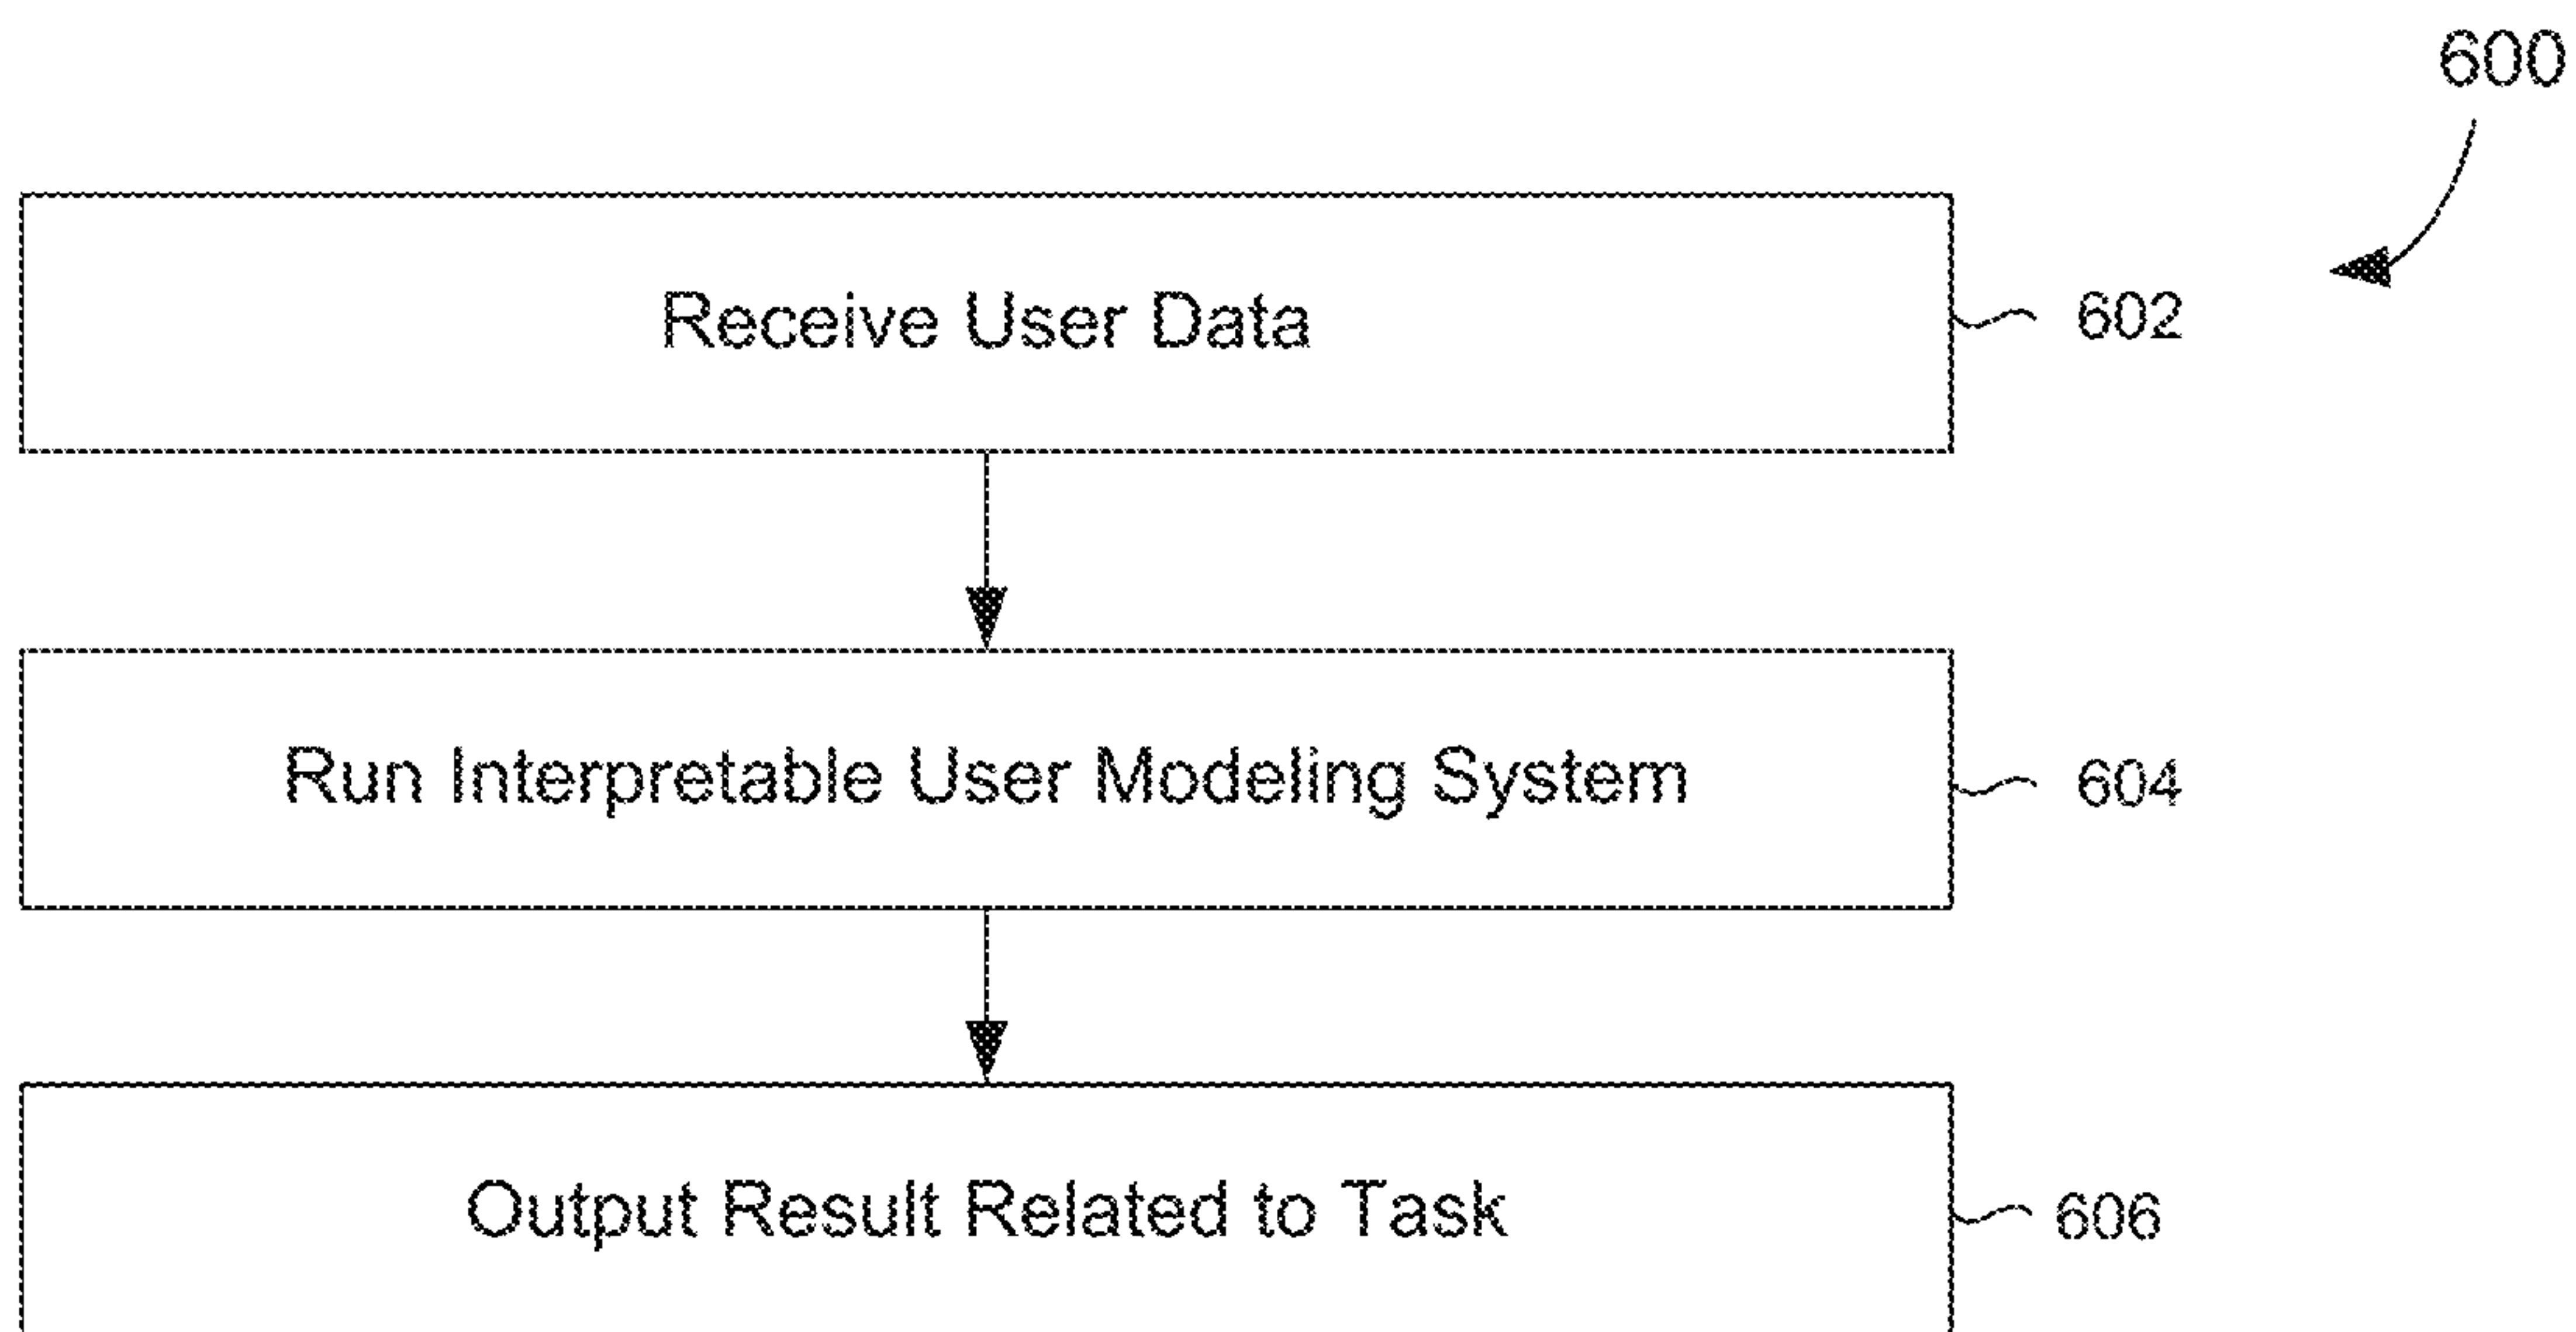 600
Receive User Data
602
Run Interpretable User Modeling System
604
Output Result Related to Task
606